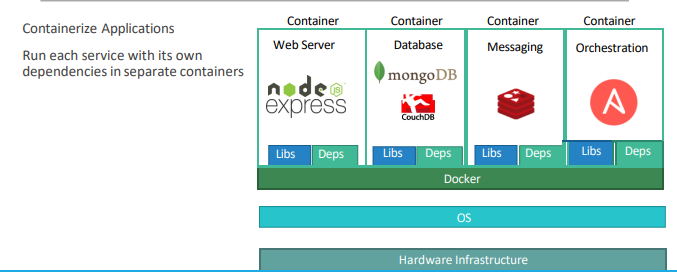 Containerize Applications
Run each service with its own
dependencies in separate containers
Container Container Container Container
Web Server Database Messaging Orchestration
node JS
express
mongoDB
CouchDB
A
Libs Deps Libs Deps Libs Deps Libs Deps
Docker
OS
Hardware Infrastructure